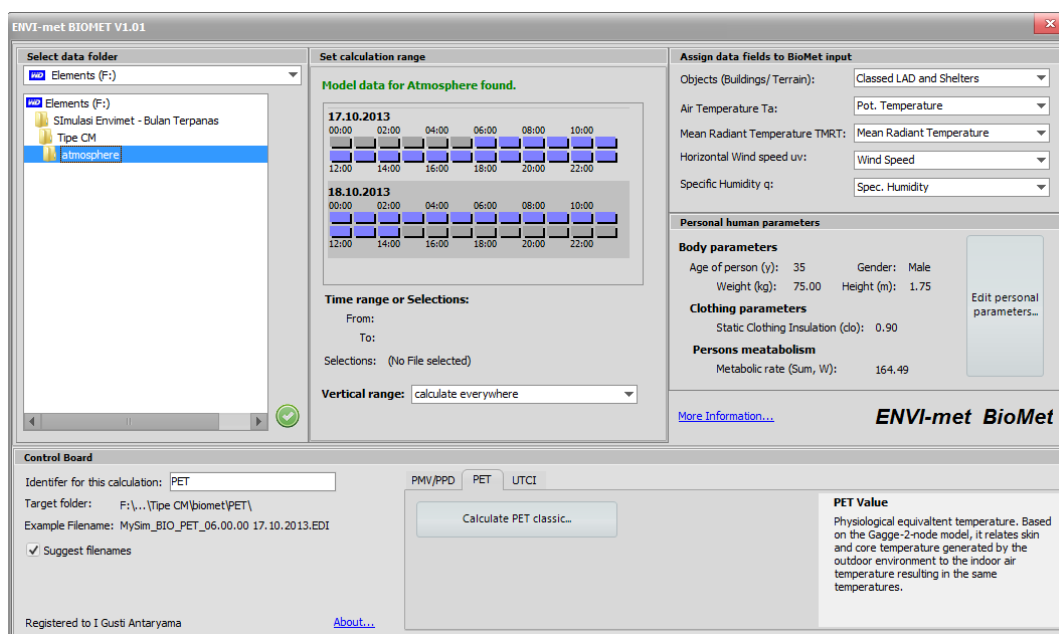 ENVI-met BIOMET V1.01
Select data folder
Elements (F:)
Elements (F:)
SImulasi Envimet - Bulan Terpanas
Tipe CM
atmosphere
Set calculation range
Model data for Atmosphere found.
17.10.2013
00:00 02:00 04:00 06:00 08:00 10:00
12:00 14:00 16:00 18:00 20:00 22:00
18.10.2013
00:00 02:00 04:00 06:00 08:00 10:00
12:00 14:00 16:00 18:00 20:00 22:00
Time range or Selections:
From:
To:
Selections: (No File selected)
Vertical range: calculate everywhere
Assign data fields to BioMet input
Objects (Buildings/ Terrain): Classed LAD and Shelters
Air Temperature Ta: Pot. Temperature
Mean Radiant Temperature TMRT: Mean Radiant Temperature
Horizontal Wind speed uv: Wind Speed
Specific Humidity q: Spec. Humidity
Personal human parameters
Body parameters
Age of person (y): 35 Gender: Male
Weight (kg): 75.00 Height (m): 1.75
Clothing parameters
Static Clothing Insulation (clo): 0.90
Persons meatabolism
Metabolic rate (Sum, W): 164.49
Edit personal
parameters...
More Information...
ENVI-met BioMet
Control Board
Identifer for this calculation: PET
Target folder: F:\...\Tipe CM\biomet\PET\
Example Filename: MySim_BIO_PET_06.00.00 17.10.2013.EDI
Suggest filenames
Registered to I Gusti Antaryama
About...
PMV/PPD PET UTCI
Calculate PET classic...
PET Value
Physiological equivaltent temperature. Based
on the Gagge-2-node model, it relates skin
and core temperature generated by the
outdoor environment to the indoor air
temperature resulting in the same
temperatures.